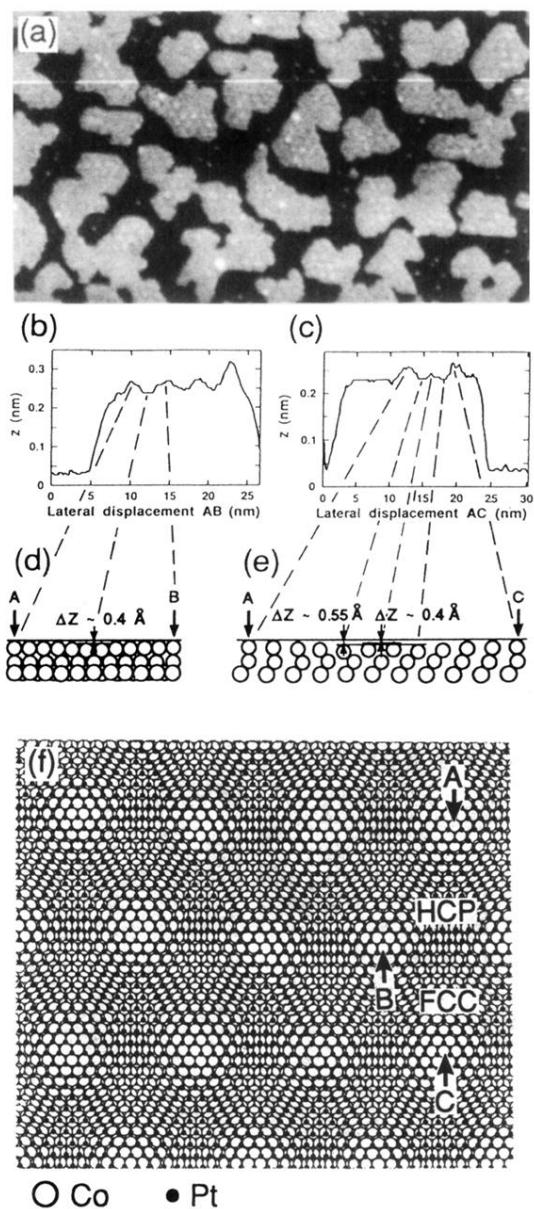 (a)
(b)
(c)
0.3
0.2
0.1
0
z (nm)
0 5 10 15 20 25
Lateral displacement AB (nm)
0.3
0.2
0.1
0
z (nm)
0 5 10 15 20 25 30
Lateral displacement AC (nm)
(d)
(e)
A
B
ΔZ ~ 0.4 Å
A
C
ΔZ ~ 0.55 Å
ΔZ ~ 0.4 Å
(f)
A
HCP
B
FCC
C
Co
Pt